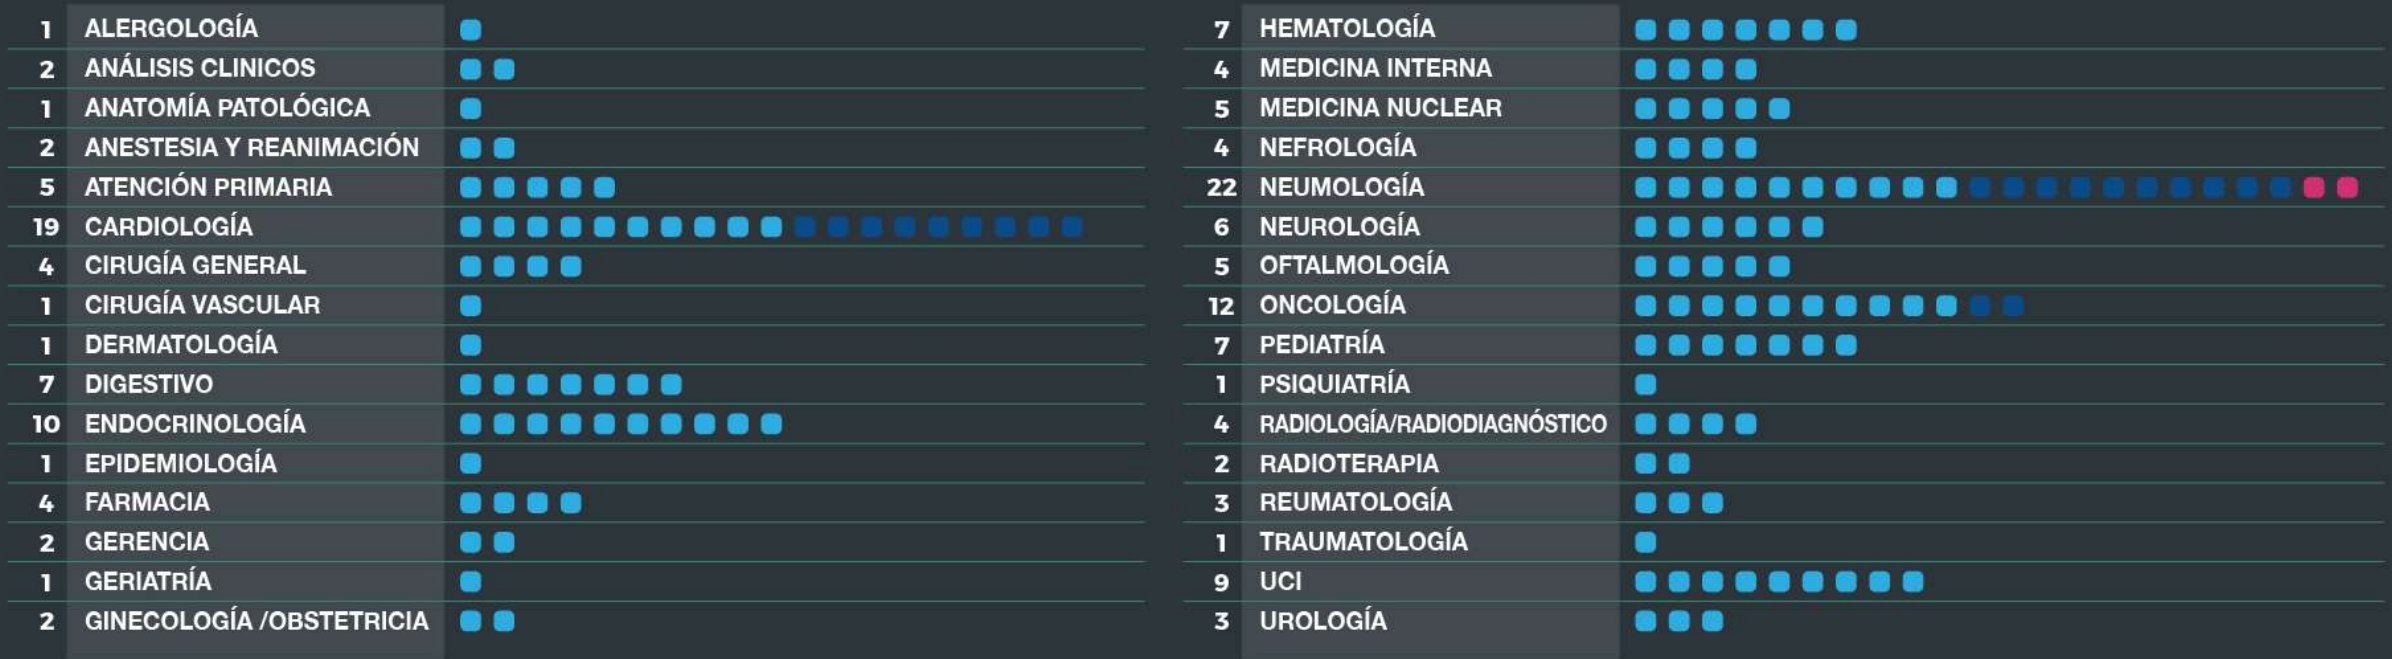 1 ALERGOLOGÍA
2 ANÁLISIS CLINICOS
1 ANATOMÍA PATOLÓGICA
2 ANESTESIA Y REANIMACIÓN
5 ATENCIÓN PRIMARIA
19 CARDIOLOGÍA
4 CIRUGÍA GENERAL
1 CIRUGÍA VASCULAR
1 DERMATOLOGÍA
7 DIGESTIVO
10 ENDOCRINOLOGÍA
1 EPIDEMIOLOGÍA
4 FARMACIA
2 GERENCIA
1 GERIATRÍA
2 GINECOLOGÍA /OBSTETRICIA
7 HEMATOLOGÍA
4 MEDICINA INTERNA
5 MEDICINA NUCLEAR
4 NEFROLOGÍA
22 NEUMOLOGÍA
6 NEUROLOGÍA
5 OFTALMOLOGÍA
12 ONCOLOGÍA
7 PEDIATRÍA
1 PSIQUIATRÍA
4 RADIOLOGÍA/RADIODIAGNÓSTICO
2 RADIOTERAPIA
3 REUMATOLOGÍA
1 TRAUMATOLOGÍA
9 UCI
3 UROLOGÍA